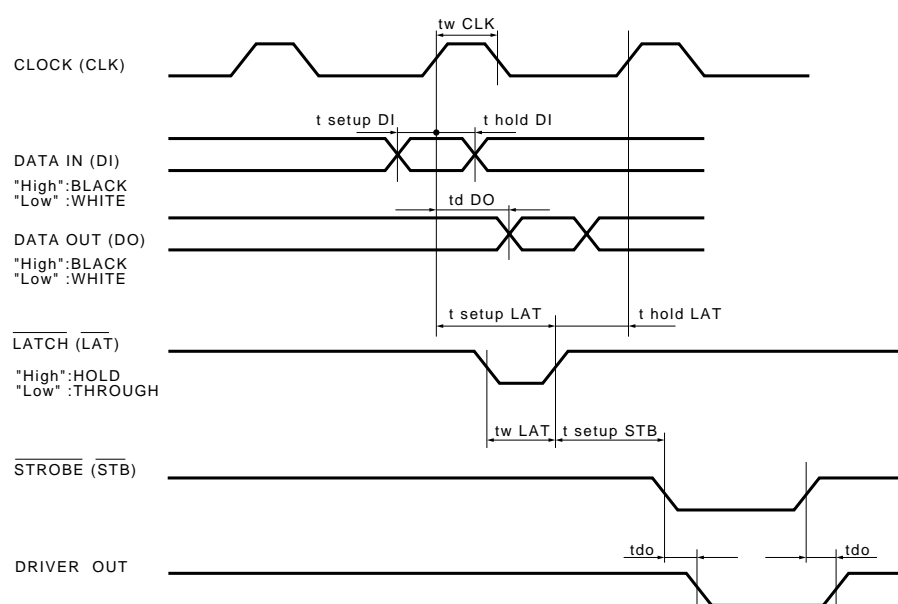 tw CLK
CLOCK (CLK)
t setup DI
t hold DI
DATA IN (DI)
"High":BLACK
"Low" :WHITE
td DO
DATA OUT (DO)
"High":BLACK
"Low" :WHITE
t setup LAT
t hold LAT
LATCH (LAT)
"High":HOLD
"Low" :THROUGH
tw LAT
t setup STB
STROBE (STB)
tdo
tdo
DRIVER OUT